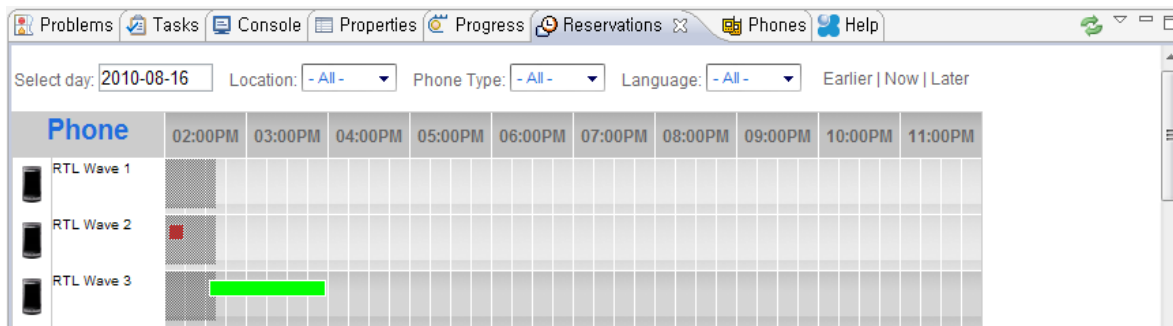 Problems Tasks Console Properties Progress Reservations Phones Help
Select day: 2010-08-16 Location: - All - Phone Type: - All - Language: - All - Earlier | Now | Later
Phone 02:00PM 03:00PM 04:00PM 05:00PM 06:00PM 07:00PM 08:00PM 09:00PM 10:00PM 11:00PM
RTL Wave 1
RTL Wave 2
RTL Wave 3